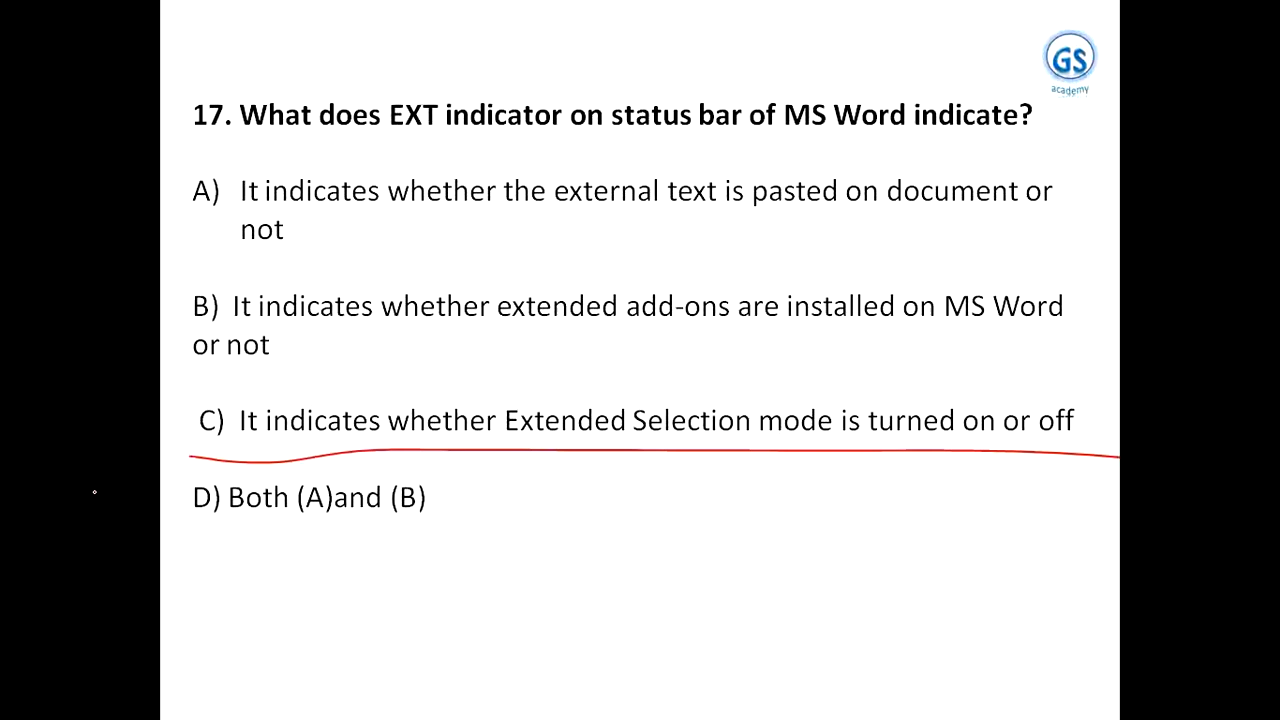 GS
academy
17. What does EXT indicator on status bar of MS Word indicate?
A) It indicates whether the external text is pasted on document or
not
B) It indicates whether extended add-ons are installed on MS Word
or not
C) It indicates whether Extended Selection mode is turned on or off
D) Both (A)and (B)